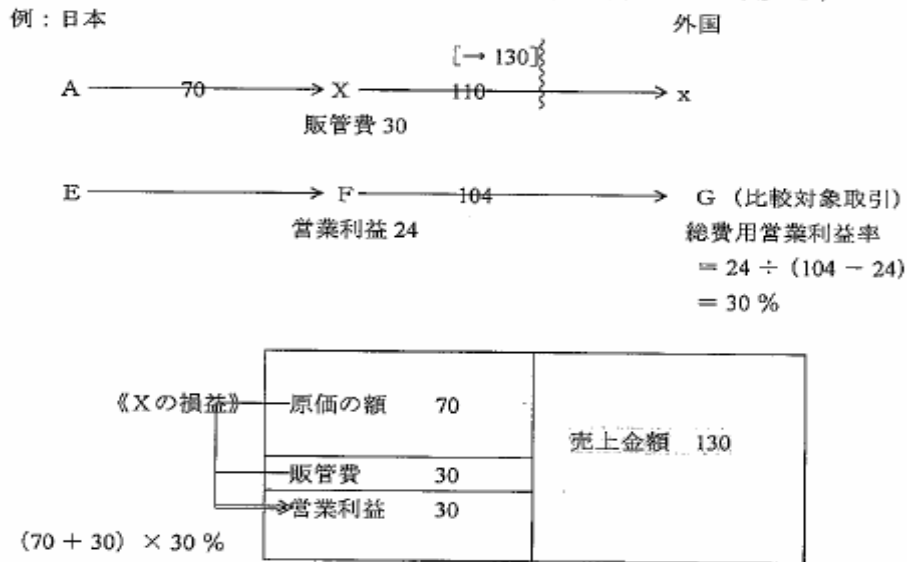 例：日本
外国
[→ 130]
A 70 X 110 x
販管費 30
E F 104 G（比較対象取引）
営業利益 24
総費用営業利益率
＝ 24 ÷（104 − 24）
＝ 30 %
《Xの損益》
原価の額 70
売上金額 130
販管費 30
営業利益 30
(70 + 30) × 30 %